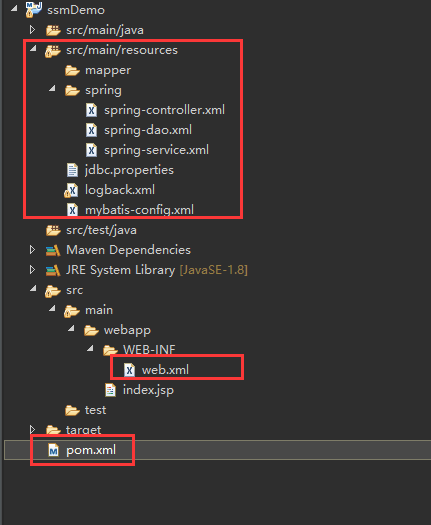 ssmDemo
src/main/java
src/main/resources
mapper
spring
spring-controller.xml
spring-dao.xml
spring-service.xml
jdbc.properties
logback.xml
mybatis-config.xml
src/test/java
Maven Dependencies
JRE System Library [JavaSE-1.8]
src
main
webapp
WEB-INF
web.xml
index.jsp
test
target
pom.xml